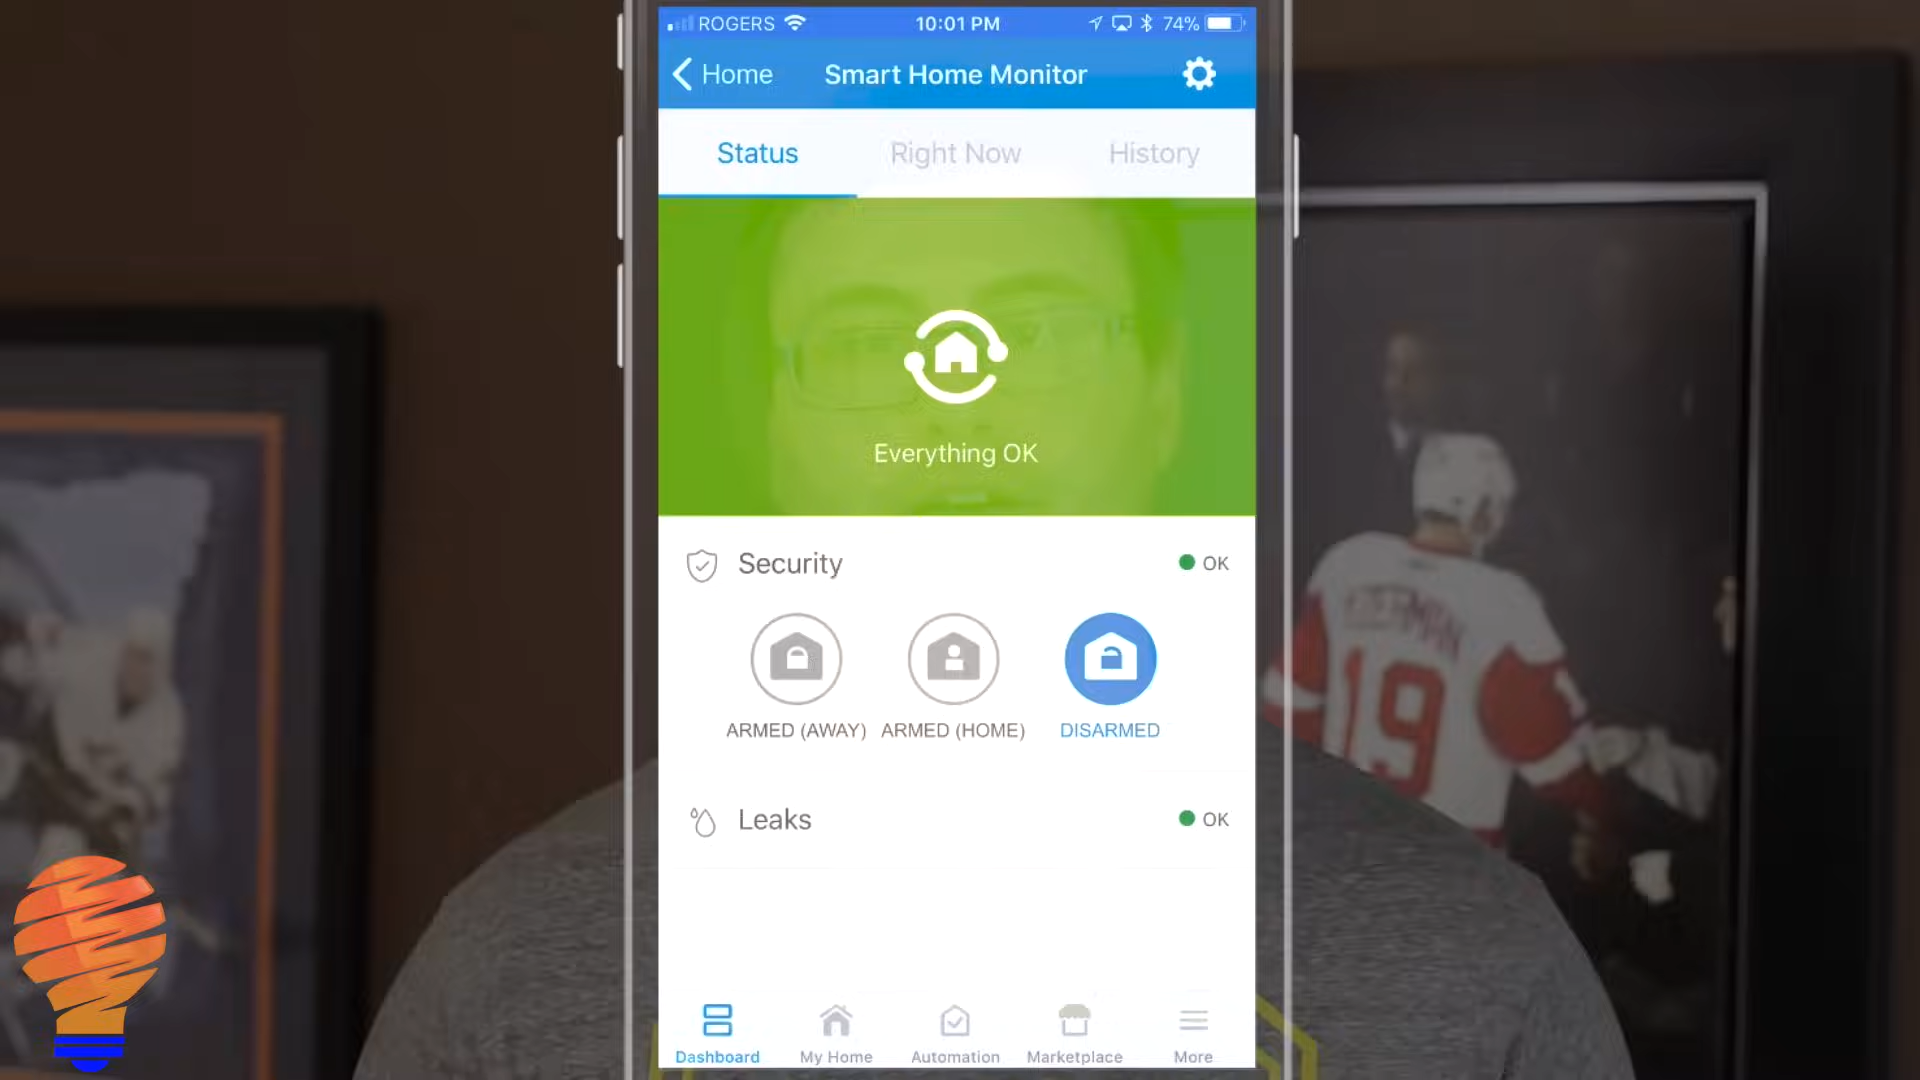 ROGERS 10:01 PM 74%
Home Smart Home Monitor
Status Right Now History
Everything OK
Security OK
ARMED (AWAY) ARMED (HOME) DISARMED
Leaks OK
Dashboard My Home Automation Marketplace More
19